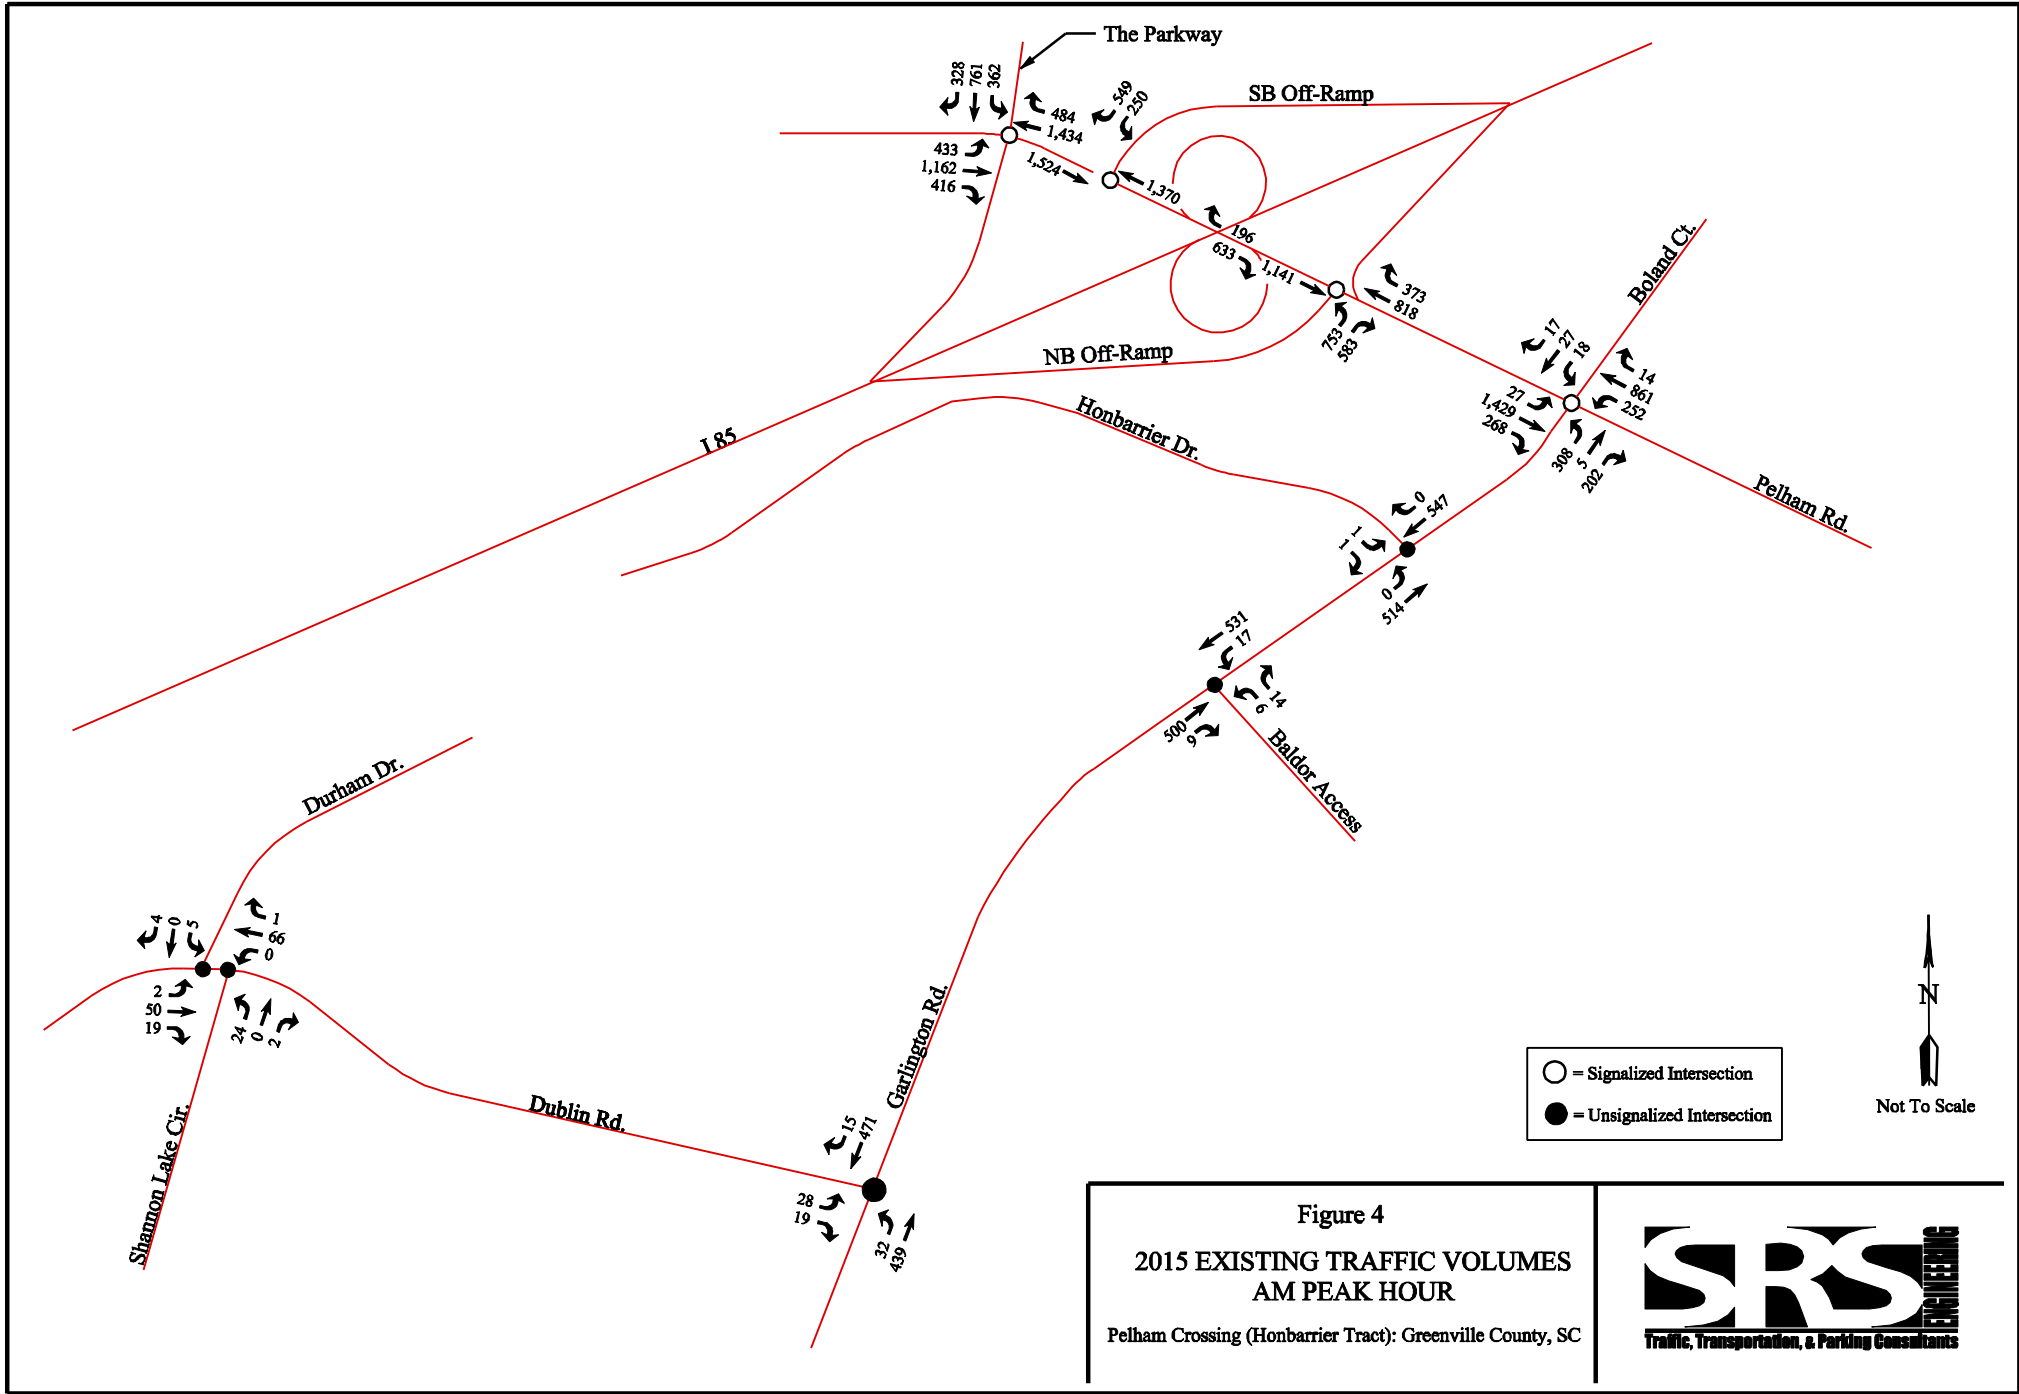 The Parkway
328
761
362
484
1,434
433
1,162
416
1,524
549
250
SB Off-Ramp
1,370
196
633
1,141
373
818
753
583
NB Off-Ramp
Boland Ct.
17
27
18
14
861
252
27
1,429
268
308
5
202
Pelham Rd.
I 85
Honbarrier Dr.
0
547
1
1
0
514
531
17
14
6
500
9
Baldor Access
Durham Dr.
4
0
5
1
66
0
2
50
19
24
0
2
Shannon Lake Cir.
Dublin Rd.
Garlington Rd.
15
471
28
19
32
439
N
Not To Scale
= Signalized Intersection
= Unsignalized Intersection
Figure 4
2015 EXISTING TRAFFIC VOLUMES
AM PEAK HOUR
Pelham Crossing (Honbarrier Tract): Greenville County, SC
SRS
ENGINEERING
Traffic, Transportation, & Parking Consultants